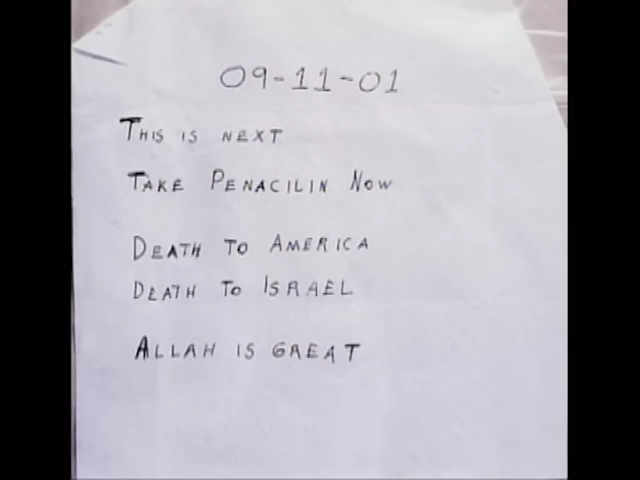 09-11-01
THIS IS NEXT
TAKE PENACILIN NOW
DEATH TO AMERICA
DEATH TO ISRAEL
ALLAH IS GREAT